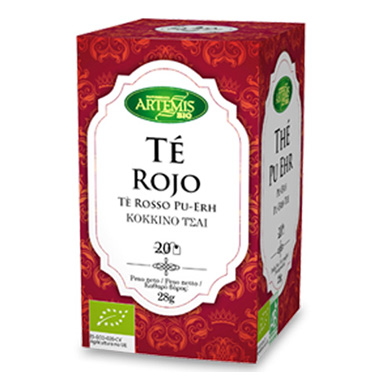 ARTEMIS
BIO
TÉ
ROJO
TÈ ROSSO PU-ERH
ΚΟΚΚΙΝΟ ΤΣΑΙ
20
Peso neto / Peso netto /
Καθαρό βάρος:
28g
THÉ
PU ERH